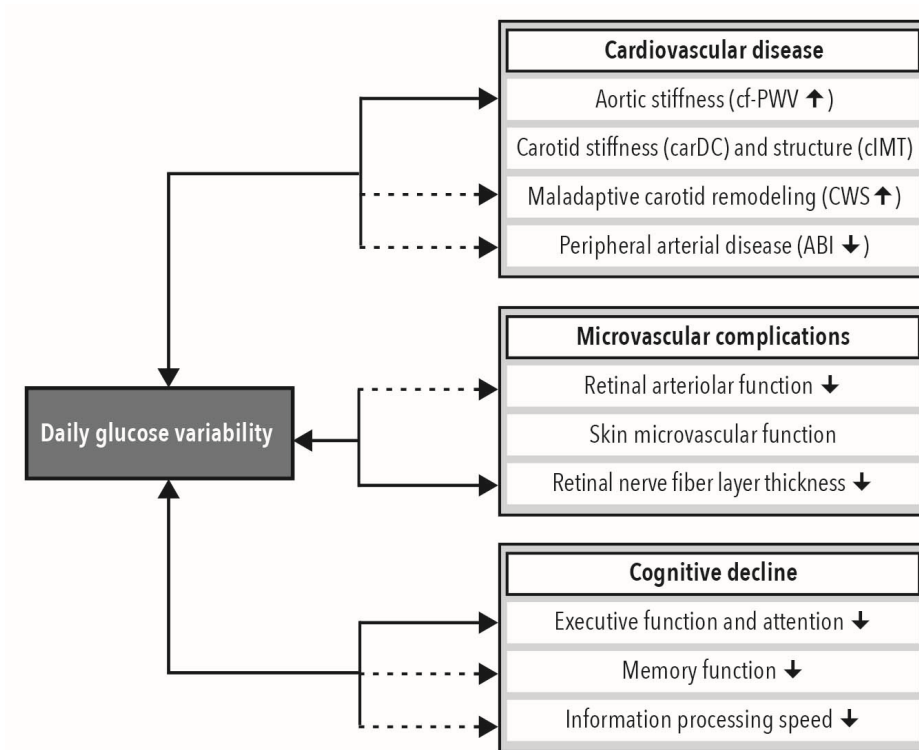 Cardiovascular disease
Aortic stiffness (cf-PWV ↑)
Carotid stiffness (carDC) and structure (cIMT)
Maladaptive carotid remodeling (CWS ↑)
Peripheral arterial disease (ABI ↓)
Microvascular complications
Retinal arteriolar function ↓
Daily glucose variability
Skin microvascular function
Retinal nerve fiber layer thickness ↓
Cognitive decline
Executive function and attention ↓
Memory function ↓
Information processing speed ↓